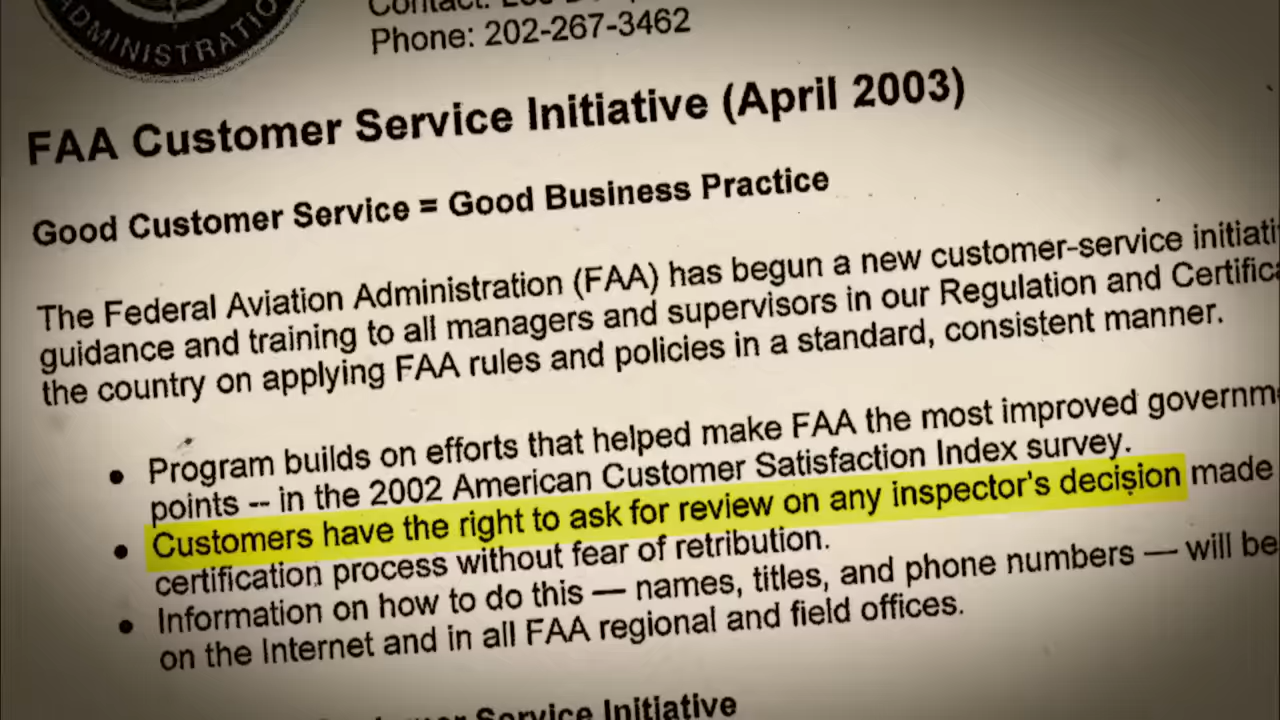 ADMINISTRATIO
Contact:
Phone: 202-267-3462
FAA Customer Service Initiative (April 2003)
Good Customer Service = Good Business Practice
The Federal Aviation Administration (FAA) has begun a new customer-service initiati
guidance and training to all managers and supervisors in our Regulation and Certifica
the country on applying FAA rules and policies in a standard, consistent manner.
• Program builds on efforts that helped make FAA the most improved governm
points -- in the 2002 American Customer Satisfaction Index survey.
• Customers have the right to ask for review on any inspector's decision made
certification process without fear of retribution.
• Information on how to do this — names, titles, and phone numbers — will be
on the Internet and in all FAA regional and field offices.
Service Initiative